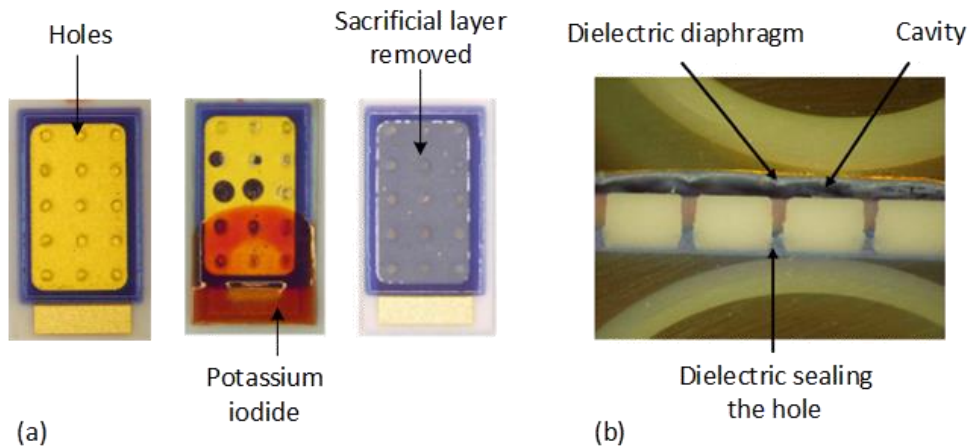 Holes
Sacrificial layer
removed
Potassium
iodide
(a)
Dielectric diaphragm
Cavity
Dielectric sealing
the hole
(b)